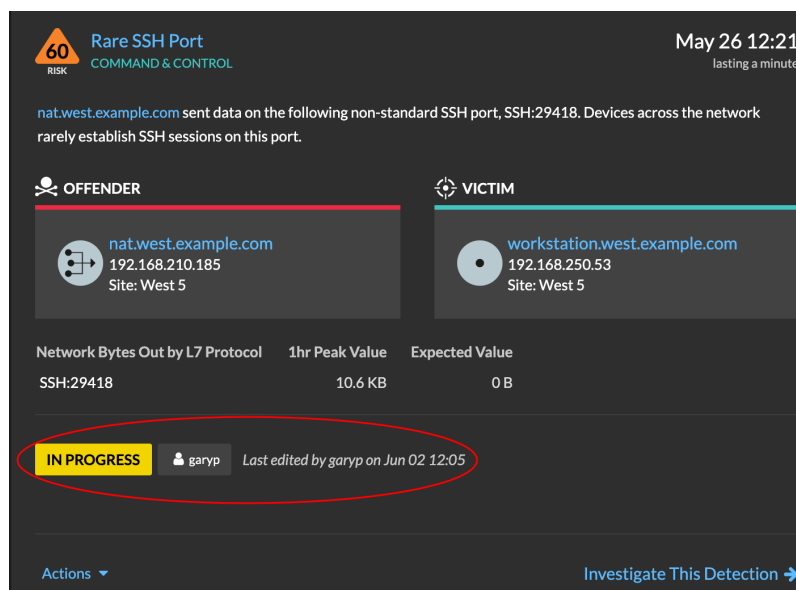 60
RISK
Rare SSH Port
COMMAND & CONTROL
May 26 12:21
lasting a minute
nat.west.example.com sent data on the following non-standard SSH port, SSH:29418. Devices across the network
rarely establish SSH sessions on this port.
OFFENDER
nat.west.example.com
192.168.210.185
Site: West 5
VICTIM
workstation.west.example.com
192.168.250.53
Site: West 5
Network Bytes Out by L7 Protocol 1hr Peak Value Expected Value
SSH:29418 10.6 KB 0 B
IN PROGRESS garyp Last edited by garyp on Jun 02 12:05
Actions Investigate This Detection